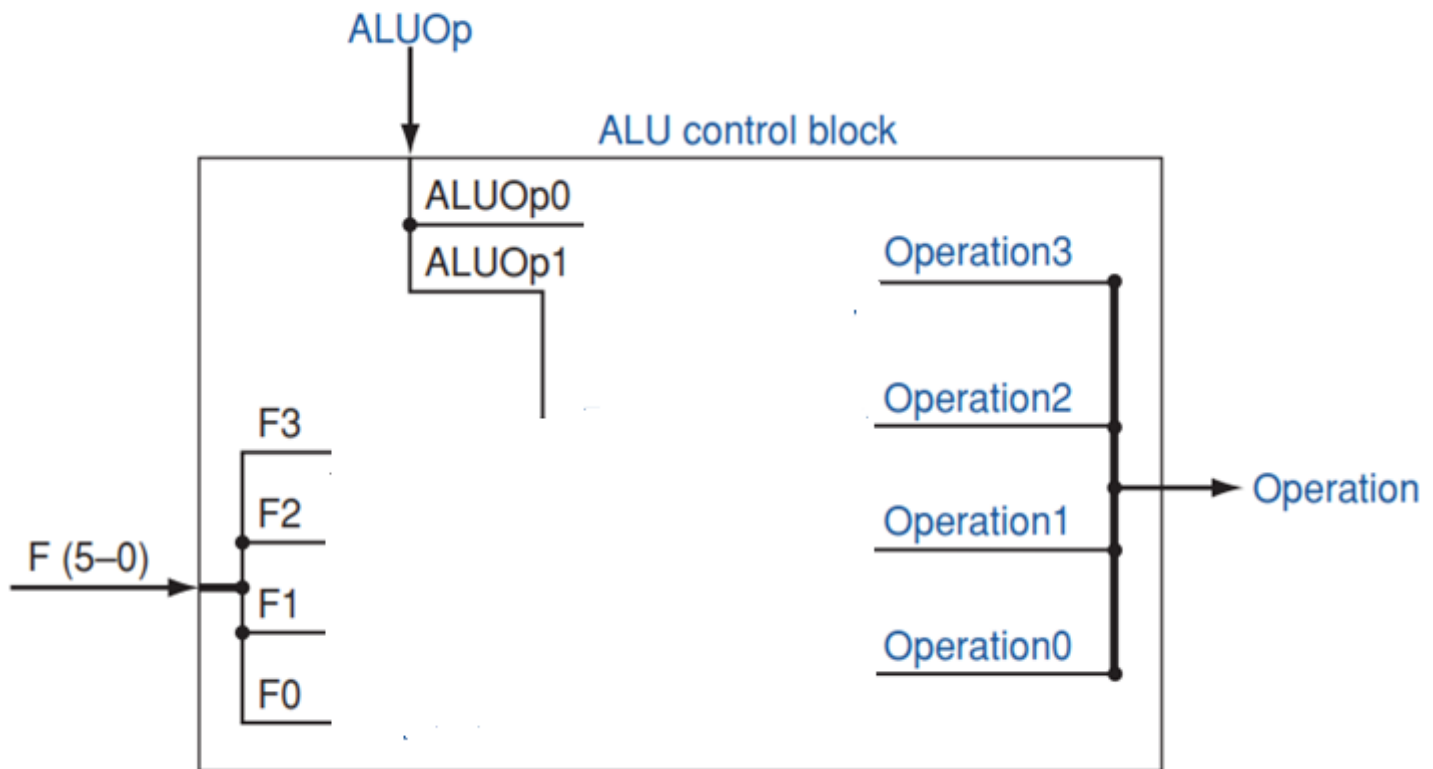 ALUOp
ALU control block
ALUOp0
ALUOp1
Operation3
Operation2
F3
F2
Operation
F (5–0)
Operation1
F1
Operation0
F0